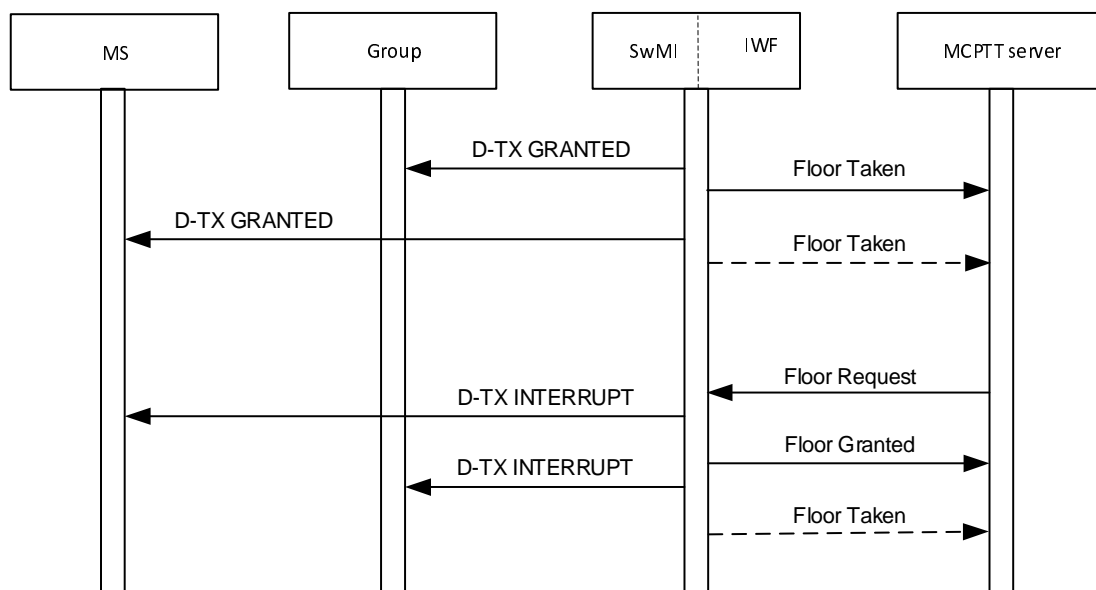 MS
Group
SwMI
IWF
MCPTT server
D-TX GRANTED
Floor Taken
D-TX GRANTED
Floor Taken
Floor Request
D-TX INTERRUPT
Floor Granted
D-TX INTERRUPT
Floor Taken